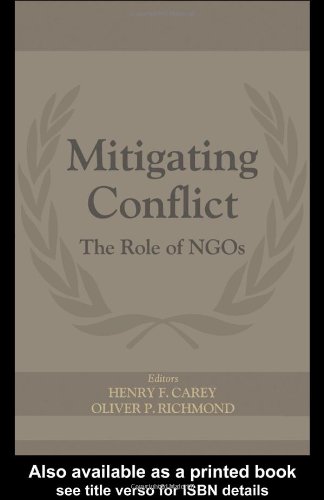 Mitigating
Conflict
The Role of NGOs
Editors
HENRY F. CAREY
OLIVER P. RICHMOND
Also available as a printed book
see title verso for ISBN details